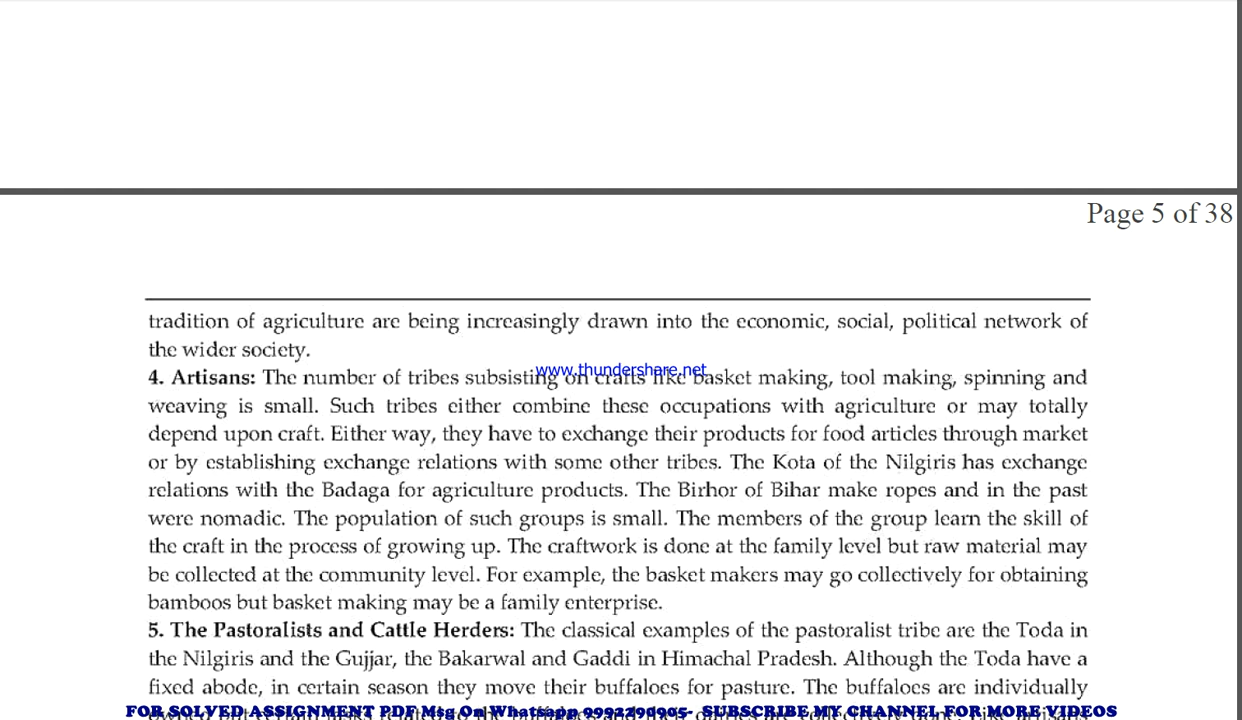 Page 5 of 38
tradition of agriculture are being increasingly drawn into the economic, social, political network of
the wider society.
www.thundershare.net
4. Artisans: The number of tribes subsisting on crafts like basket making, tool making, spinning and
weaving is small. Such tribes either combine these occupations with agriculture or may totally
depend upon craft. Either way, they have to exchange their products for food articles through market
or by establishing exchange relations with some other tribes. The Kota of the Nilgiris has exchange
relations with the Badaga for agriculture products. The Birhor of Bihar make ropes and in the past
were nomadic. The population of such groups is small. The members of the group learn the skill of
the craft in the process of growing up. The craftwork is done at the family level but raw material may
be collected at the community level. For example, the basket makers may go collectively for obtaining
bamboos but basket making may be a family enterprise.
5. The Pastoralists and Cattle Herders: The classical examples of the pastoralist tribe are the Toda in
the Nilgiris and the Gujjar, the Bakarwal and Gaddi in Himachal Pradesh. Although the Toda have a
fixed abode, in certain season they move their buffaloes for pasture. The buffaloes are individually
FOR SOLVED ASSIGNMENT PDF Msg On Whatsapp 9992290905- SUBSCRIBE MY CHANNEL FOR MORE VIDEOS